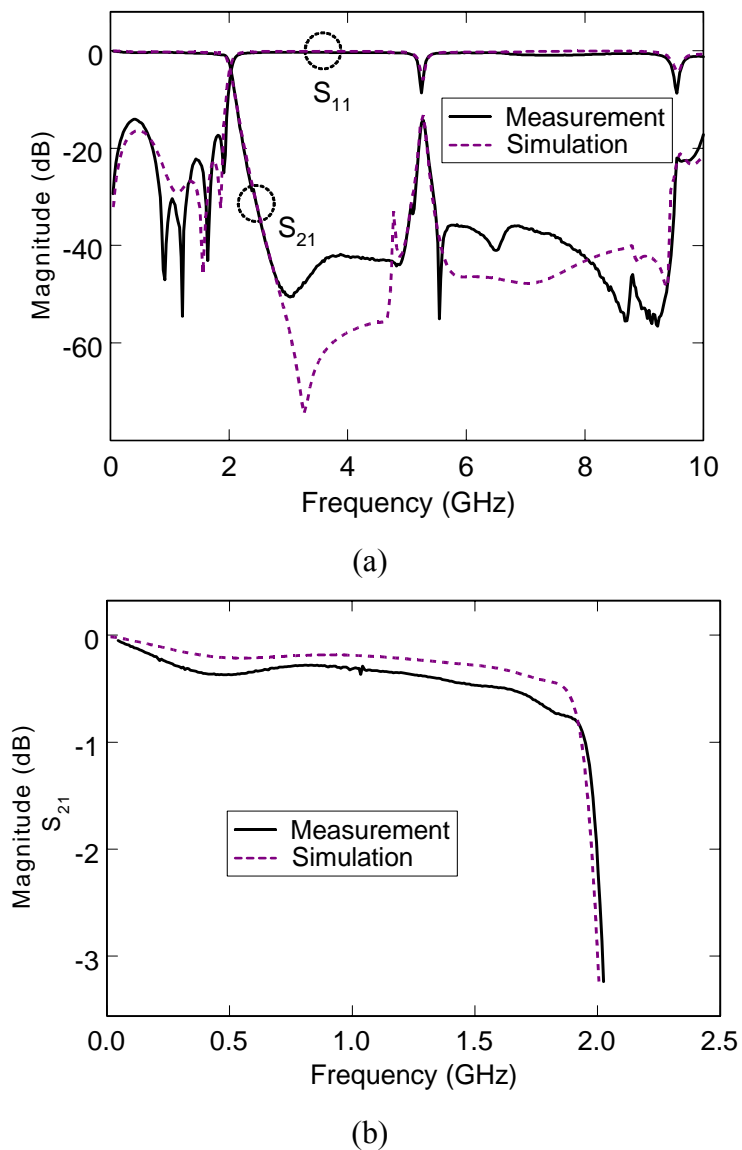 0
-20
-40
-60
Magnitude (dB)
S11
S21
Measurement
Simulation
0 2 4 6 8 10
Frequency (GHz)
(a)
0
-1
-2
-3
Magnitude (dB)
S21
Measurement
Simulation
0.0 0.5 1.0 1.5 2.0 2.5
Frequency (GHz)
(b)